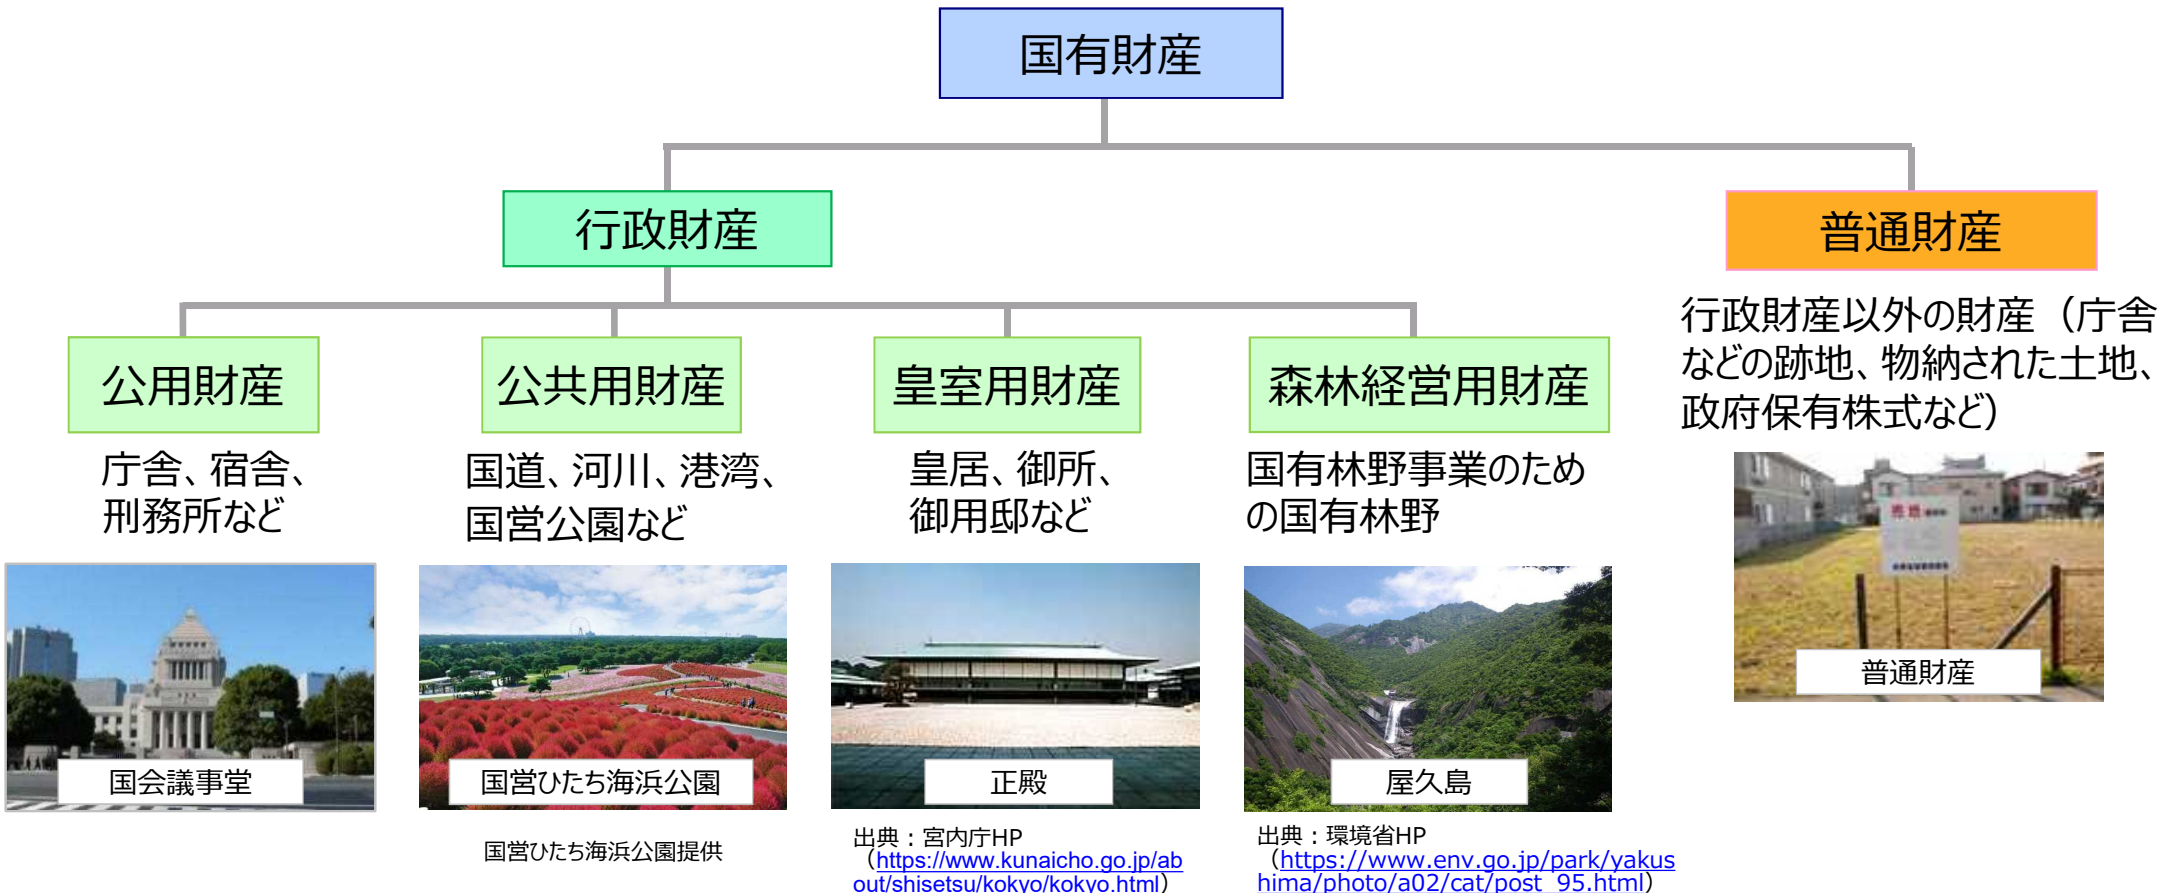 国有財産
行政財産
普通財産
行政財産以外の財産（庁舎
などの跡地、物納された土地、
政府保有株式など）
公用財産
公共用財産
皇室用財産
森林経営用財産
庁舎、宿舎、
刑務所など
国道、河川、港湾、
国営公園など
皇居、御所、
御用邸など
国有林野事業のため
の国有林野
売地
国会議事堂
国営ひたち海浜公園
正殿
屋久島
普通財産
国営ひたち海浜公園提供
出典：宮内庁HP
（https://www.kunaicho.go.jp/ab
out/shisetsu/kokyo/kokyo.html）
出典：環境省HP
（https://www.env.go.jp/park/yakus
hima/photo/a02/cat/post_95.html）